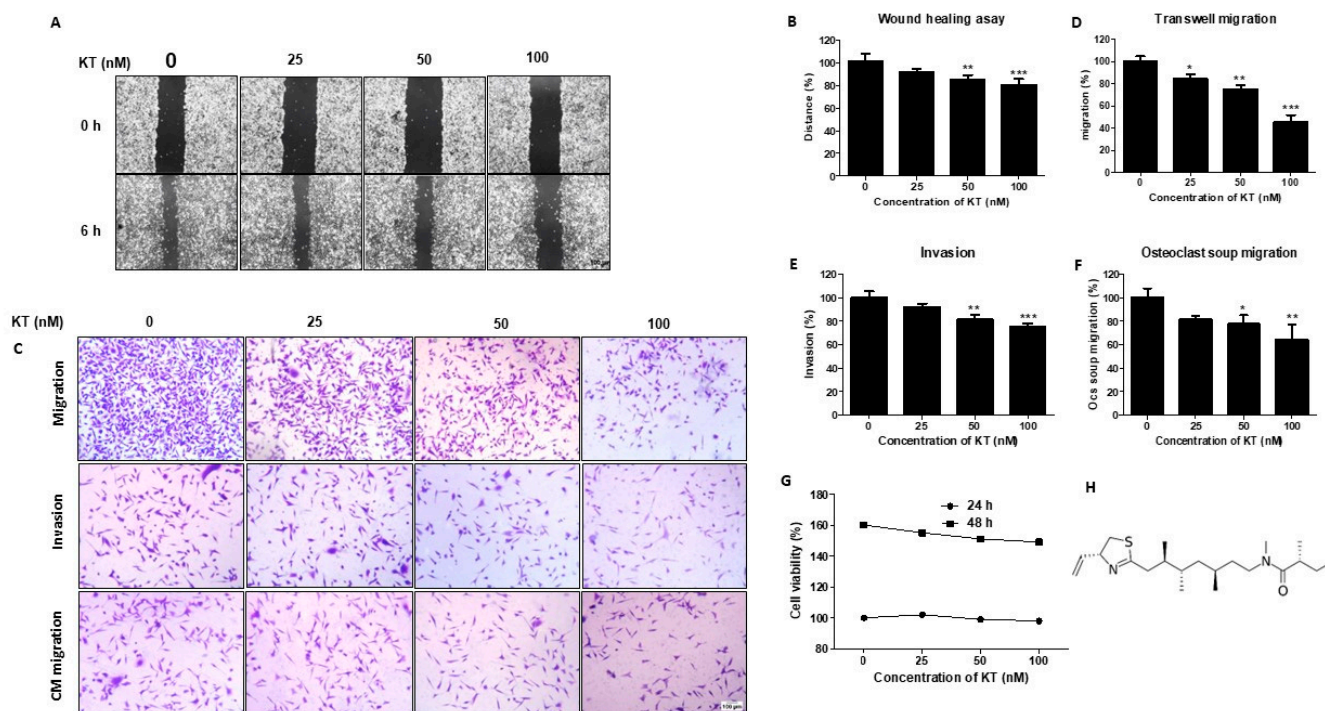 A
KT (nM)
0
25
50
100
0 h
6 h
100 µm
B
Wound healing asay
Distance (%)
120
100
80
60
40
20
0
** ***
0 25 50 100
Concentration of KT (nM)
D
Transwell migration
migration (%)
120
100
80
60
40
20
0
* ** ***
0 25 50 100
Concentration of KT (nM)
KT (nM)
0
25
50
100
C
Migration
Invasion
CM migration
100 µm
E
Invasion
Invasion (%)
120
100
80
60
40
20
0
** ***
0 25 50 100
Concentration of KT (nM)
F
Osteoclast soup migration
Ocs soup migration (%)
120
100
80
60
40
20
0
* **
0 25 50 100
Concentration of KT (nM)
G
Cell viability (%)
180
160
140
120
100
80
24 h
48 h
0 25 50 100
Concentration of KT (nM)
H
S
N
N
O